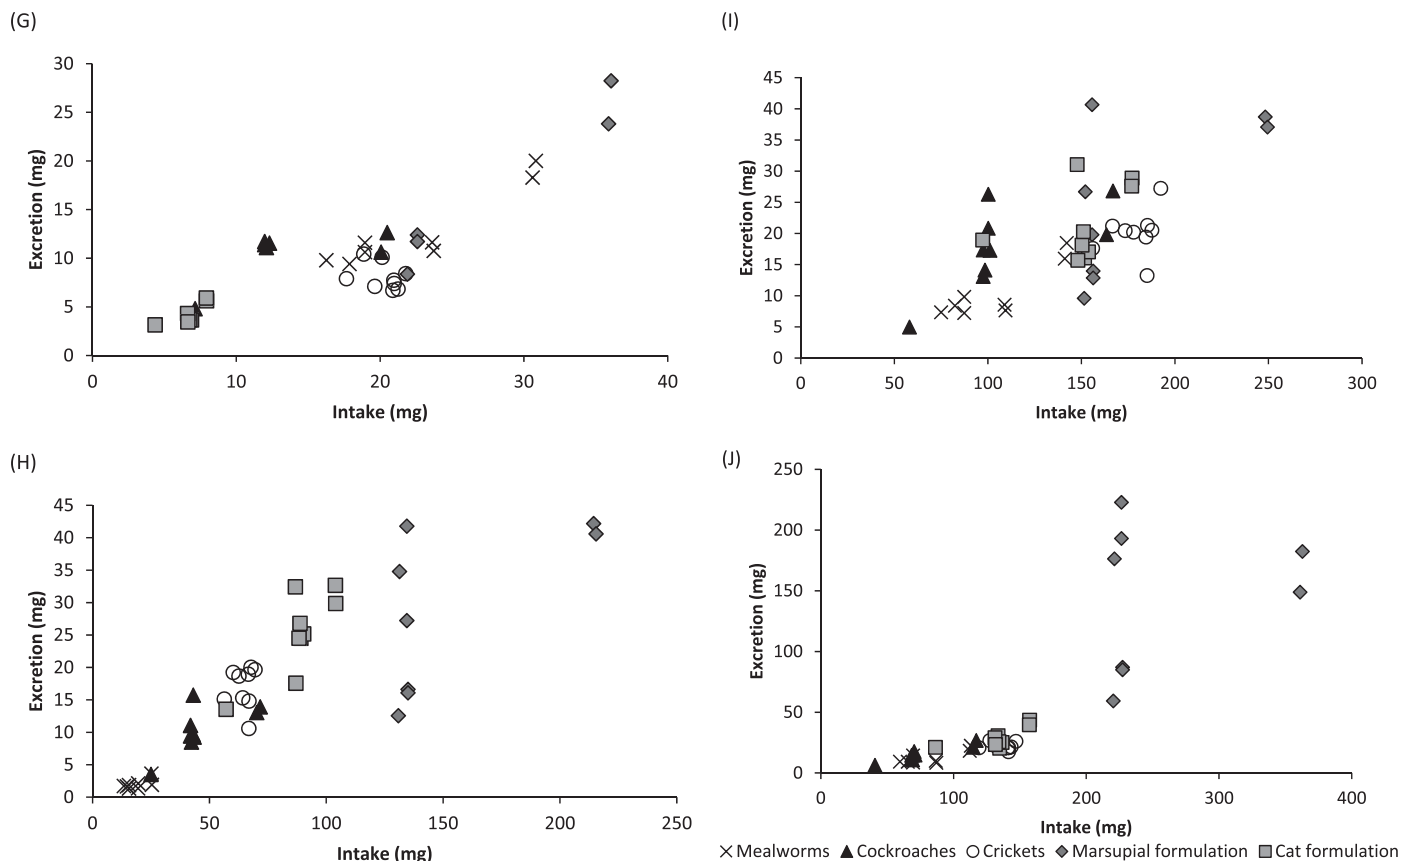 (G)
30
25
20
15
10
5
0
Excretion (mg)
0 10 20 30 40
Intake (mg)
(I)
45
40
35
30
25
20
15
10
5
0
Excretion (mg)
0 50 100 150 200 250 300
Intake (mg)
(H)
45
40
35
30
25
20
15
10
5
0
Excretion (mg)
0 50 100 150 200 250
Intake (mg)
(J)
250
200
150
100
50
0
Excretion (mg)
0 100 200 300 400
Intake (mg)
Mealworms Cockroaches Crickets Marsupial formulation Cat formulation